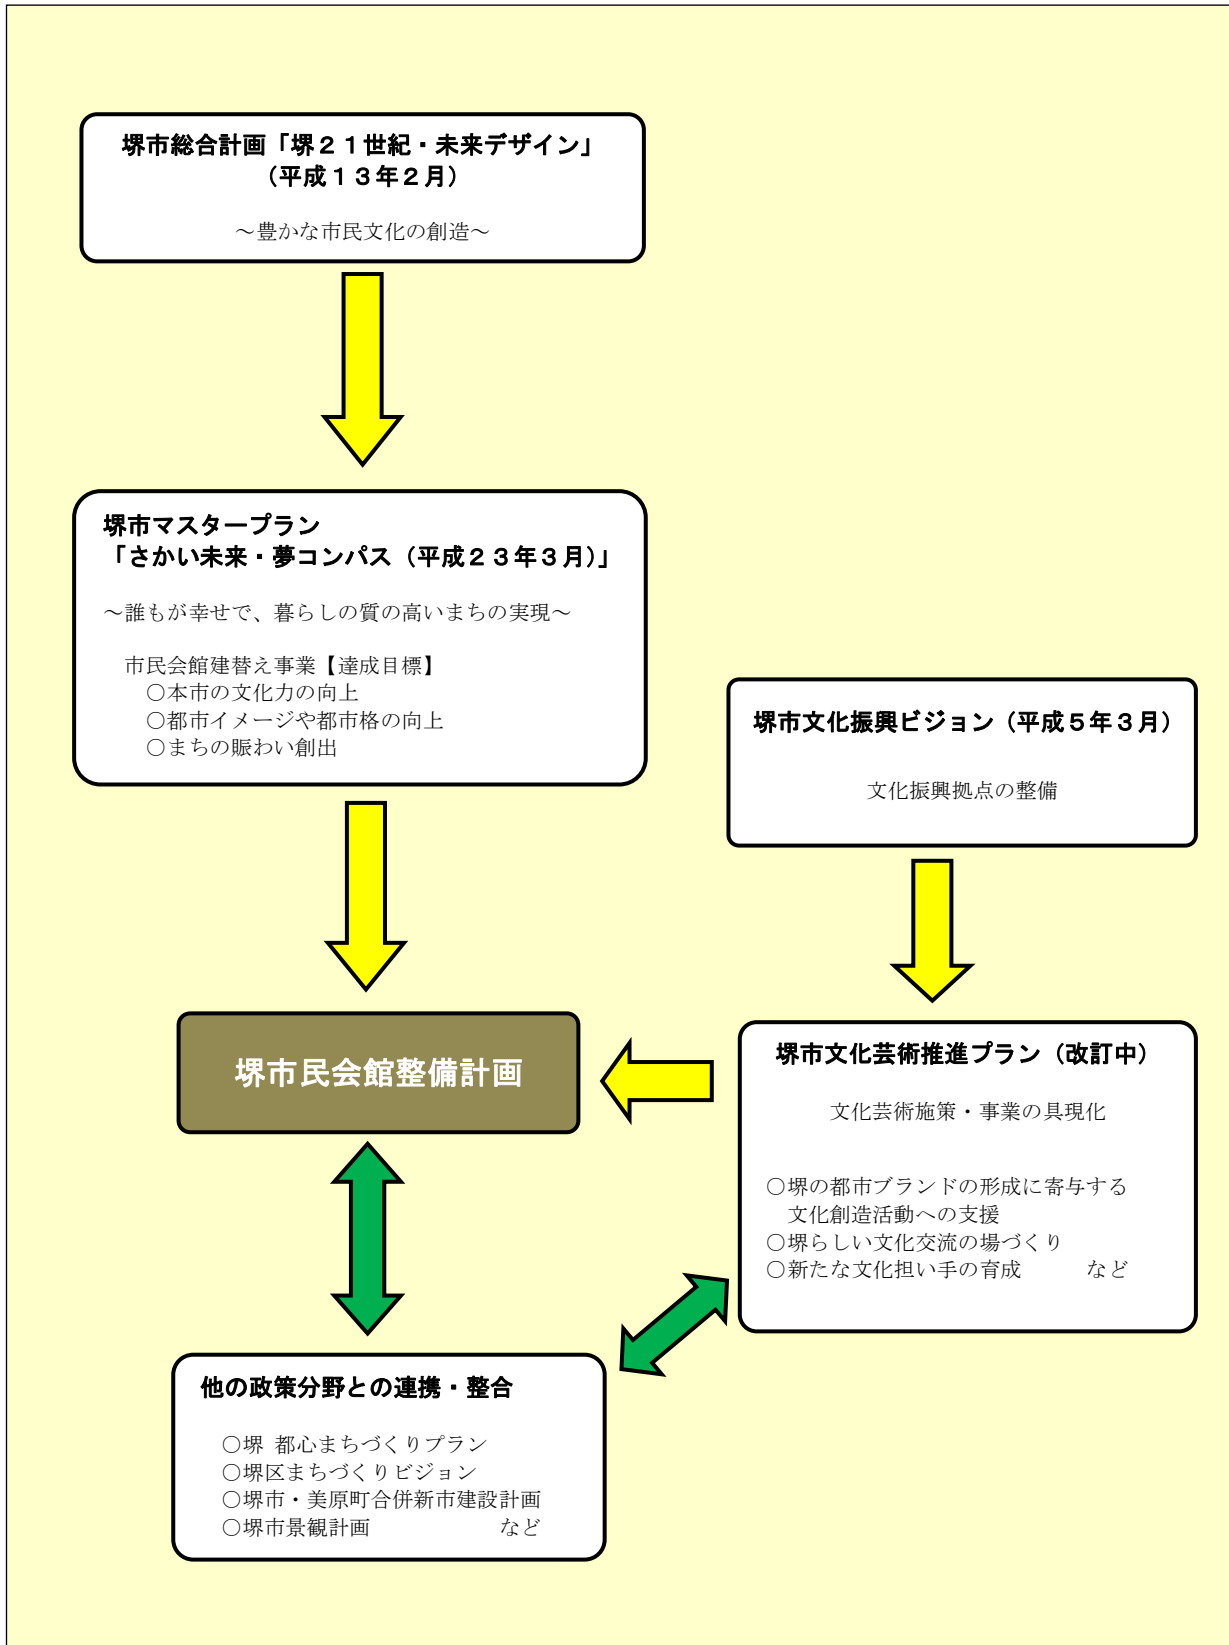 堺市総合計画「堺２１世紀・未来デザイン」
（平成１３年２月）
～豊かな市民文化の創造～
堺市マスタープラン
「さかい未来・夢コンパス（平成２３年３月）」
～誰もが幸せで、暮らしの質の高いまちの実現～
市民会館建替え事業【達成目標】
○本市の文化力の向上
○都市イメージや都市格の向上
○まちの賑わい創出
堺市文化振興ビジョン（平成５年３月）
文化振興拠点の整備
堺市民会館整備計画
堺市文化芸術推進プラン（改訂中）
文化芸術施策・事業の具現化
○堺の都市ブランドの形成に寄与する
文化創造活動への支援
○堺らしい文化交流の場づくり
○新たな文化担い手の育成　　　など
他の政策分野との連携・整合
○堺 都心まちづくりプラン
○堺区まちづくりビジョン
○堺市・美原町合併新市建設計画
○堺市景観計画　　　　　　など